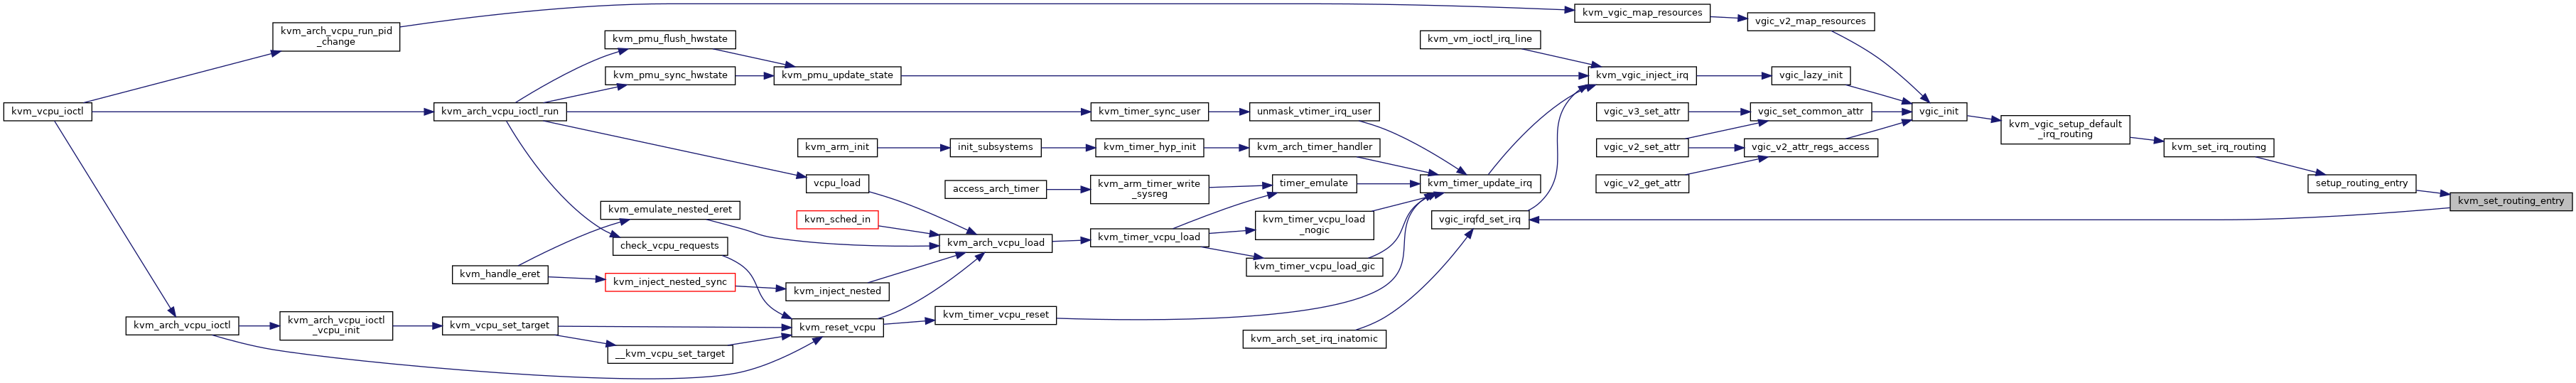 kvm_vcpu_ioctl
kvm_arch_vcpu_run_pid
_change
kvm_arch_vcpu_ioctl_run
kvm_arch_vcpu_ioctl
kvm_arch_vcpu_ioctl
_vcpu_init
kvm_handle_eret
kvm_vcpu_set_target
kvm_pmu_flush_hwstate
kvm_pmu_sync_hwstate
kvm_emulate_nested_eret
check_vcpu_requests
kvm_inject_nested_sync
__kvm_vcpu_set_target
kvm_pmu_update_state
kvm_arm_init
vcpu_load
kvm_sched_in
kvm_inject_nested
kvm_reset_vcpu
init_subsystems
access_arch_timer
kvm_arch_vcpu_load
kvm_timer_vcpu_reset
kvm_timer_sync_user
kvm_timer_hyp_init
kvm_arm_timer_write
_sysreg
kvm_timer_vcpu_load
unmask_vtimer_irq_user
kvm_arch_timer_handler
timer_emulate
kvm_timer_vcpu_load
_nogic
kvm_timer_vcpu_load_gic
kvm_arch_set_irq_inatomic
kvm_vm_ioctl_irq_line
kvm_timer_update_irq
vgic_irqfd_set_irq
kvm_vgic_map_resources
kvm_vgic_inject_irq
vgic_v3_set_attr
vgic_v2_set_attr
vgic_v2_get_attr
vgic_v2_map_resources
vgic_lazy_init
vgic_set_common_attr
vgic_v2_attr_regs_access
vgic_init
kvm_vgic_setup_default
_irq_routing
kvm_set_irq_routing
setup_routing_entry
kvm_set_routing_entry